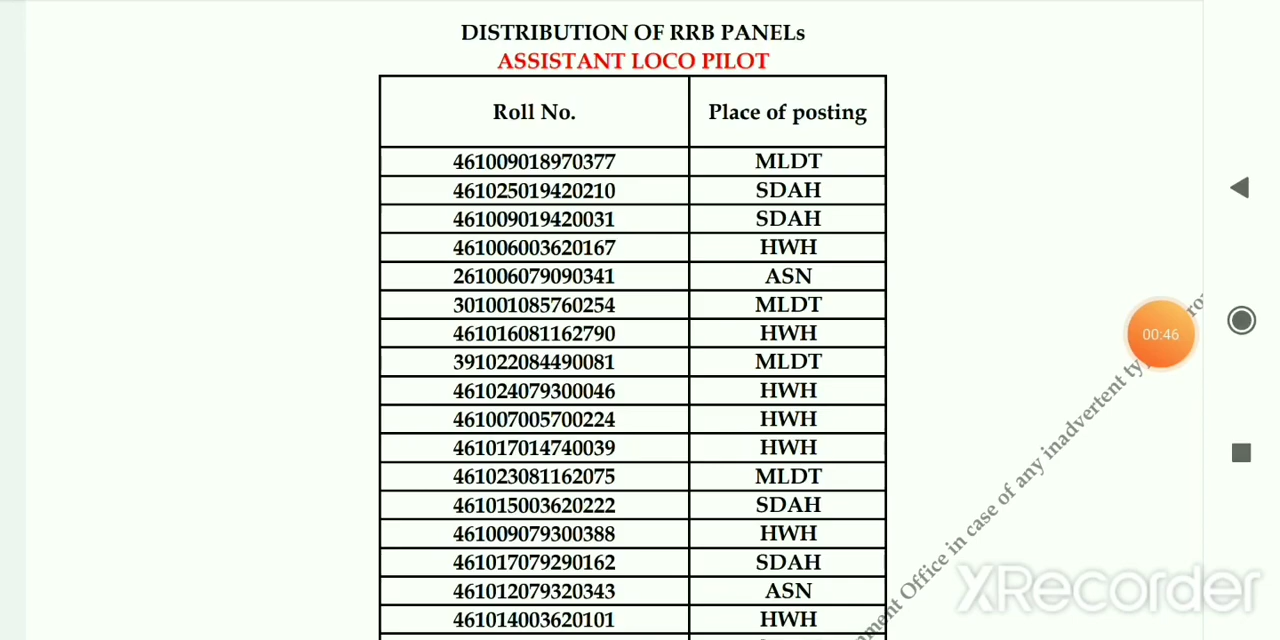 DISTRIBUTION OF RRB PANELs
ASSISTANT LOCO PILOT
Roll No. Place of posting
461009018970377 MLDT
461025019420210 SDAH
461009019420031 SDAH
461006003620167 HWH
261006079090341 ASN
301001085760254 MLDT
461016081162790 HWH
391022084490081 MLDT
461024079300046 HWH
461007005700224 HWH
461017014740039 HWH
461023081162075 MLDT
461015003620222 SDAH
461009079300388 HWH
461017079290162 SDAH
461012079320343 ASN
461014003620101 HWH
00:46
Office in case of any inadvertent
XRecorder